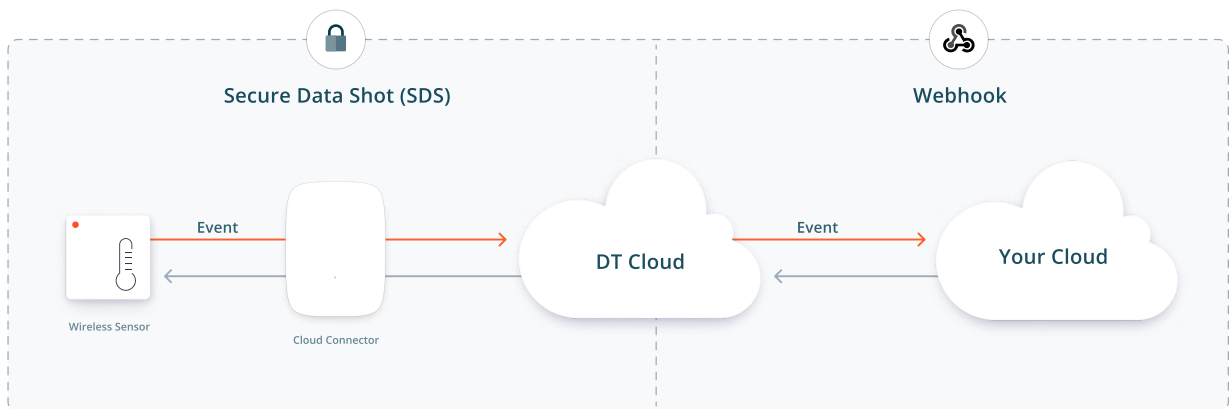 Secure Data Shot (SDS)
Webhook
Event
Event
DT Cloud
Your Cloud
Wireless Sensor
Cloud Connector